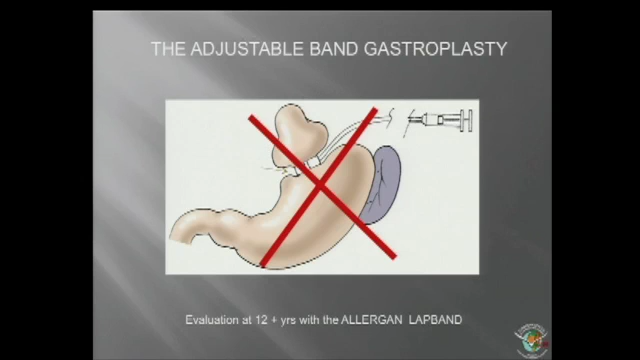 THE ADJUSTABLE BAND GASTROPLASTY
Evaluation at 12 + yrs with the ALLERGAN LAPBAND